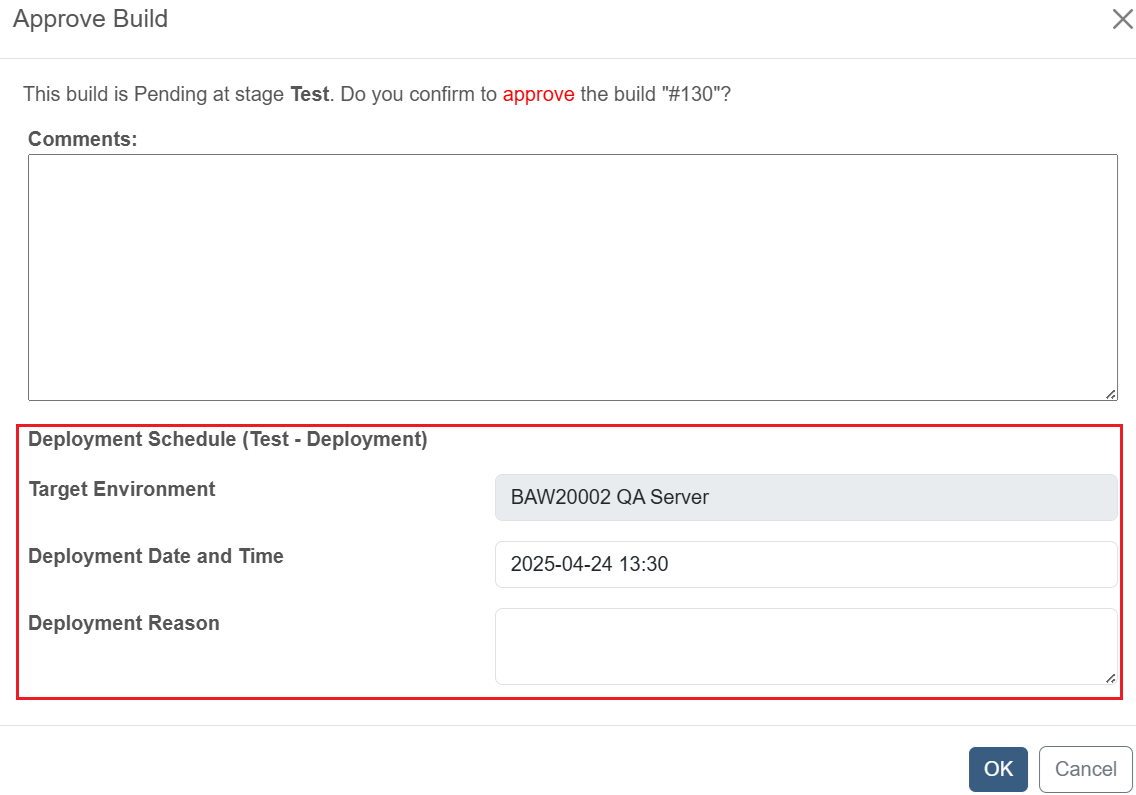 Approve Build
This build is Pending at stage Test. Do you confirm to approve the build "#130"?
Comments:
Deployment Schedule (Test - Deployment)
Target Environment
BAW20002 QA Server
Deployment Date and Time
2025-04-24 13:30
Deployment Reason
OK
Cancel